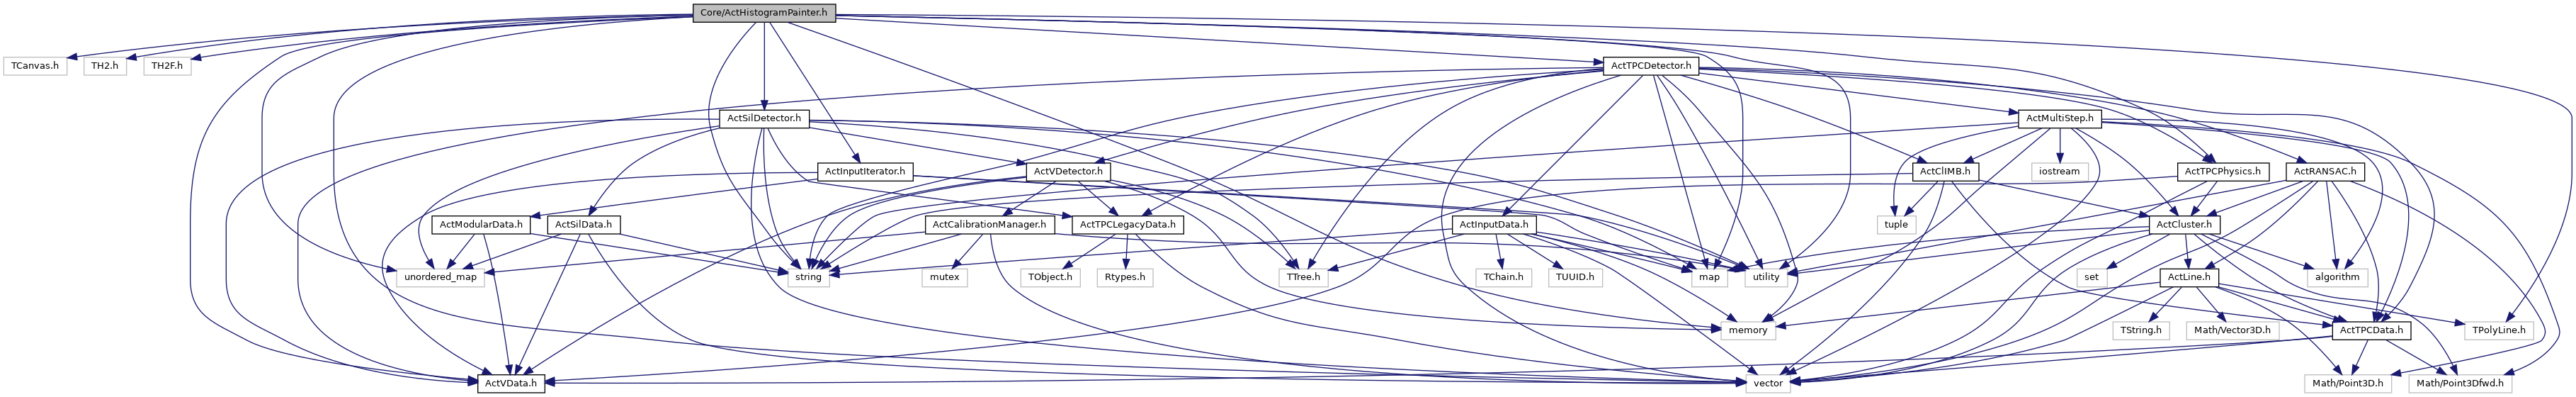 Core/ActHistogramPainter.h
TCanvas.h
TH2.h
TH2F.h
ActTPCDetector.h
ActSilDetector.h
ActMultiStep.h
ActInputIterator.h
ActVDetector.h
ActClIMB.h
iostream
ActTPCPhysics.h
ActRANSAC.h
ActModularData.h
ActSilData.h
ActCalibrationManager.h
ActTPCLegacyData.h
ActInputData.h
tuple
ActCluster.h
unordered_map
string
mutex
TObject.h
Rtypes.h
TTree.h
map
utility
TChain.h
TUUID.h
set
ActLine.h
algorithm
memory
TString.h
Math/Vector3D.h
ActTPCData.h
TPolyLine.h
ActVData.h
vector
Math/Point3D.h
Math/Point3Dfwd.h